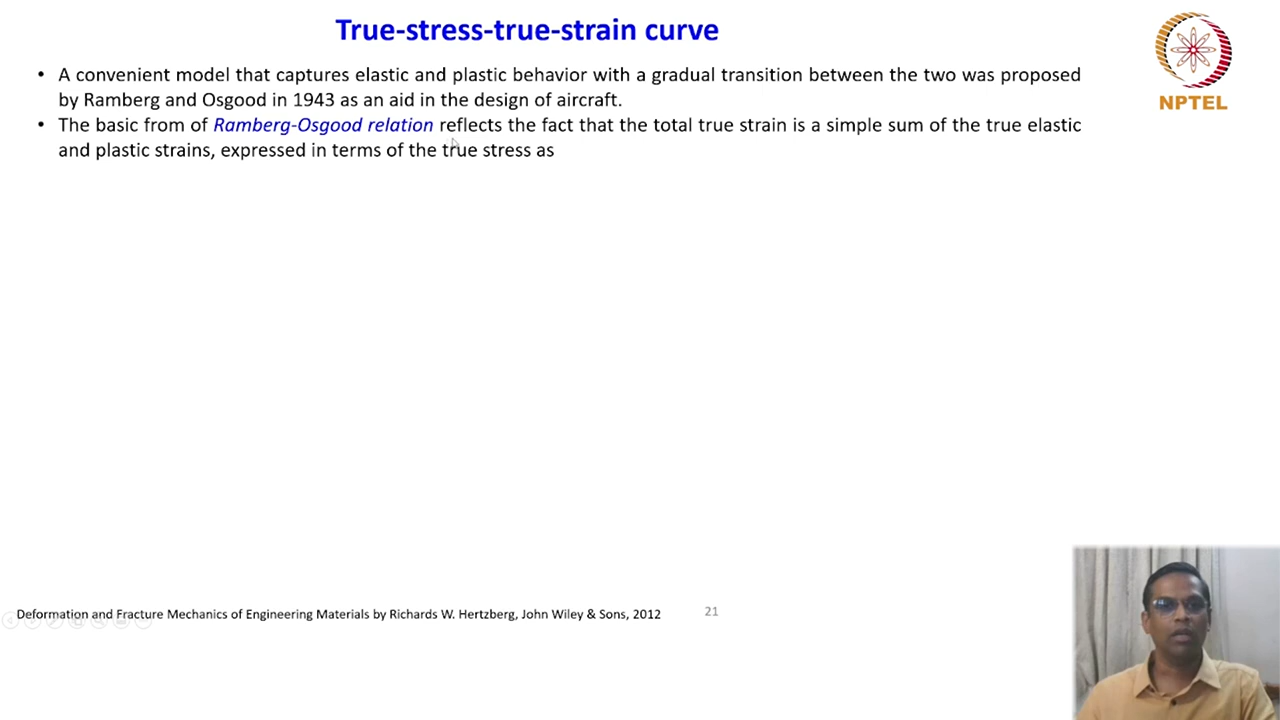 True-stress-true-strain curve
• A convenient model that captures elastic and plastic behavior with a gradual transition between the two was proposed
by Ramberg and Osgood in 1943 as an aid in the design of aircraft.
• The basic from of Ramberg-Osgood relation reflects the fact that the total true strain is a simple sum of the true elastic
and plastic strains, expressed in terms of the true stress as
NPTEL
Deformation and Fracture Mechanics of Engineering Materials by Richards W. Hertzberg, John Wiley & Sons, 2012
21